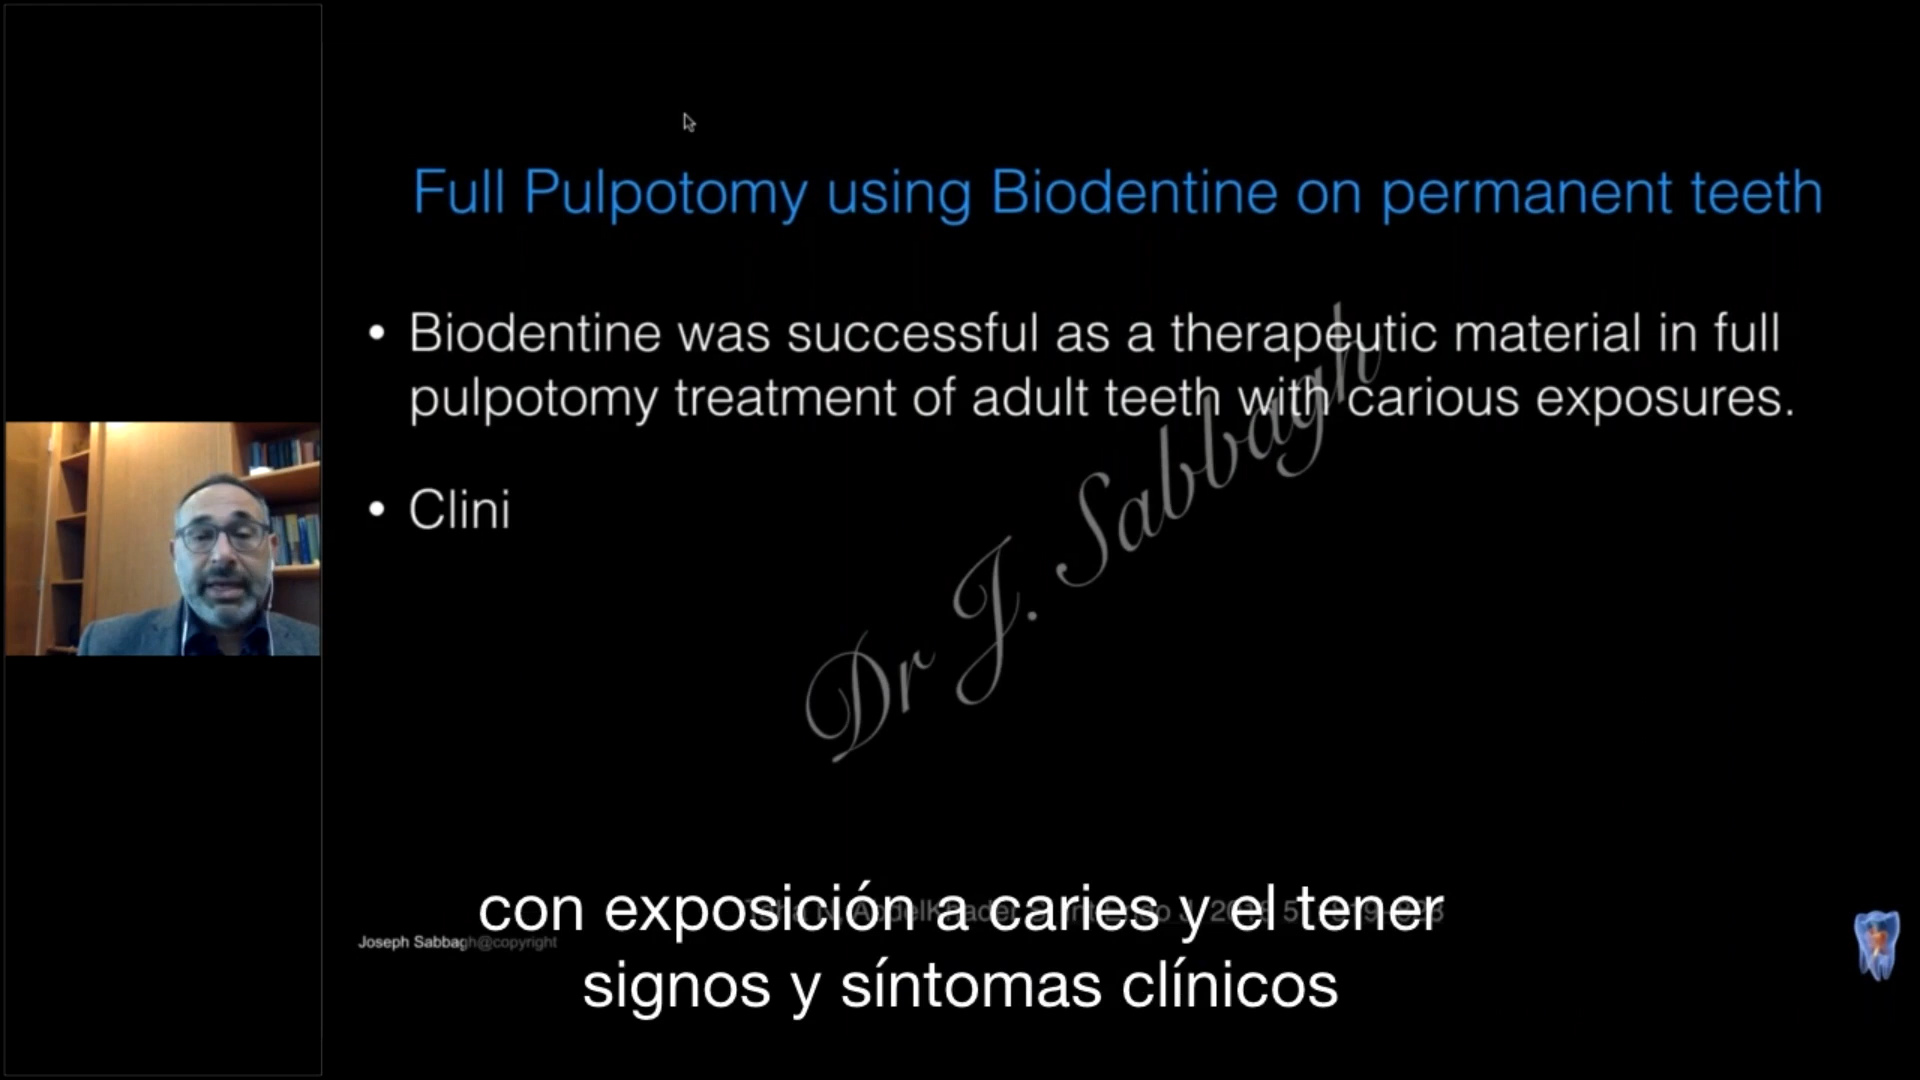 Full Pulpotomy using Biodentine on permanent teeth
• Biodentine was successful as a therapeutic material in full
pulpotomy treatment of adult teeth with carious exposures.
• Clini
Dr J. Sabbagh
con exposición a caries y el tener
signos y síntomas clínicos
Joseph Sabbagh@copyright